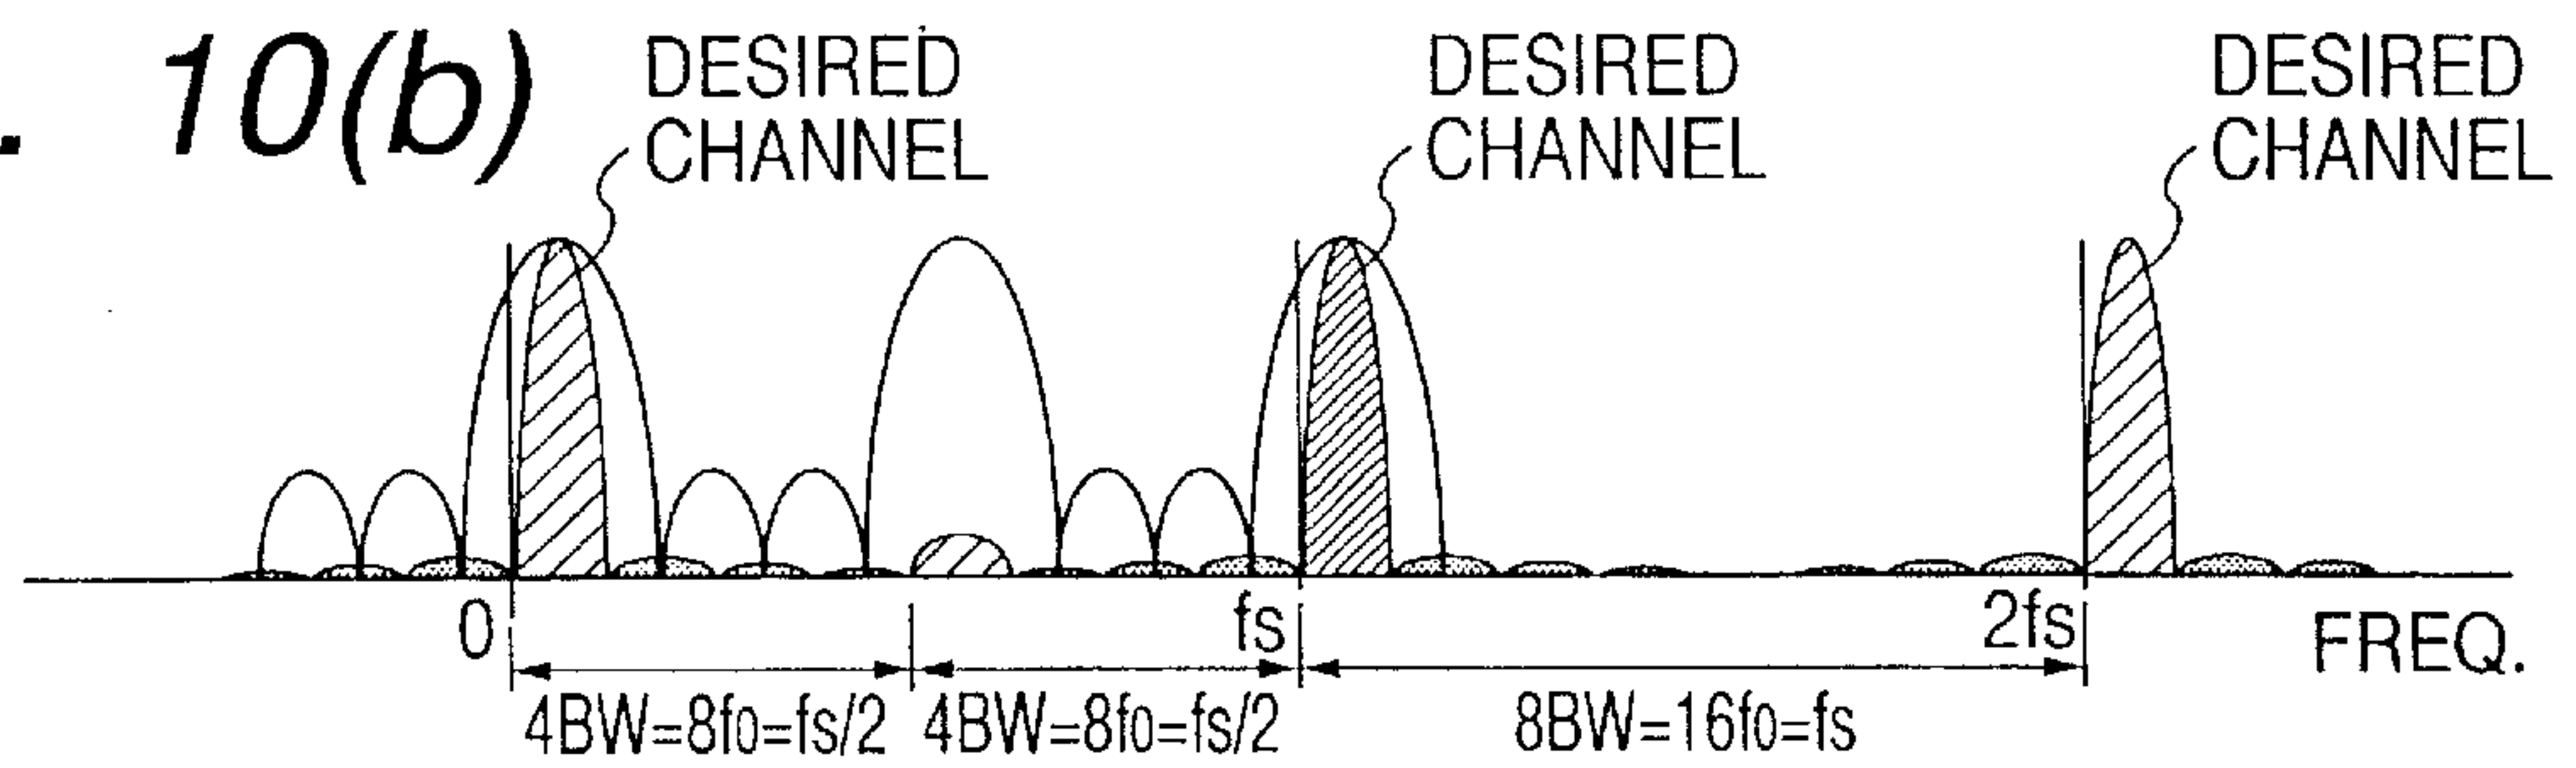 . 10(b)
DESIRED
CHANNEL
DESIRED
CHANNEL
DESIRED
CHANNEL
0
fs
2fs
FREQ.
4BW=8f0=fs/2
4BW=8f0=fs/2
8BW=16f0=fs